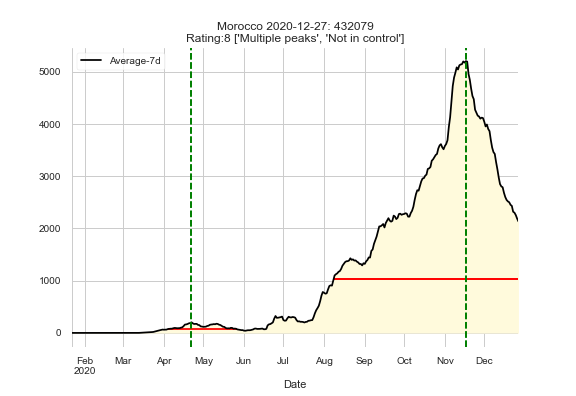 Morocco 2020-12-27: 432079
Rating:8 ['Multiple peaks', 'Not in control']
Average-7d
5000
4000
3000
2000
1000
0
Feb Mar Apr May Jun Jul Aug Sep Oct Nov Dec
2020
Date